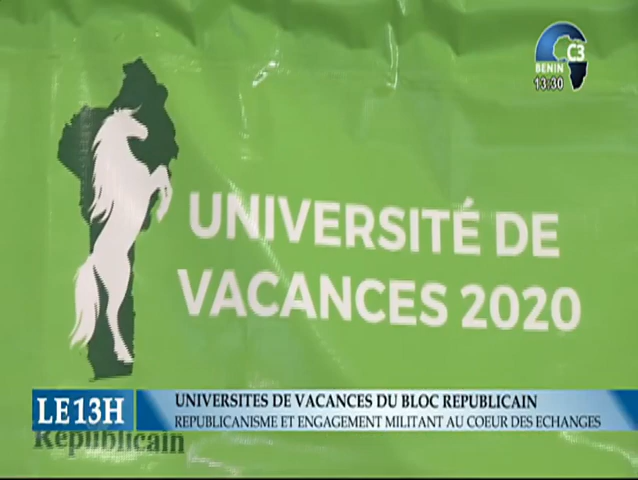 C3
BENIN
13:30
UNIVERSITÉ DE
VACANCES 2020
LE13H
UNIVERSITES DE VACANCES DU BLOC REPUBLICAIN
REPUBLICANISME ET ENGAGEMENT MILITANT AU COEUR DES ECHANGES
Républicain